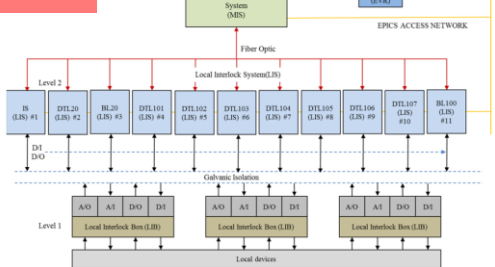 System
(MIS)
(EVR)
EPICS ACCESS NETWORK
Fiber Optic
Local Interlock System(LIS)
Level 2
IS
(LIS) #1
DTL20
(LIS) #2
BL20
(LIS) #3
DTL101
(LIS) #4
DTL102
(LIS) #5
DTL103
(LIS) #6
DTL104
(LIS) #7
DTL105
(LIS) #8
DTL106
(LIS) #9
DTL107
(LIS)
#10
BL100
(LIS)
#11
D/I
D/O
Galvanic Isolation
Level 1
A/O A/I D/O D/I
Local Interlock Box (LIB)
A/O A/I D/O D/I
Local Interlock Box (LIB)
A/O A/I D/O D/I
Local Interlock Box (LIB)
Local devices